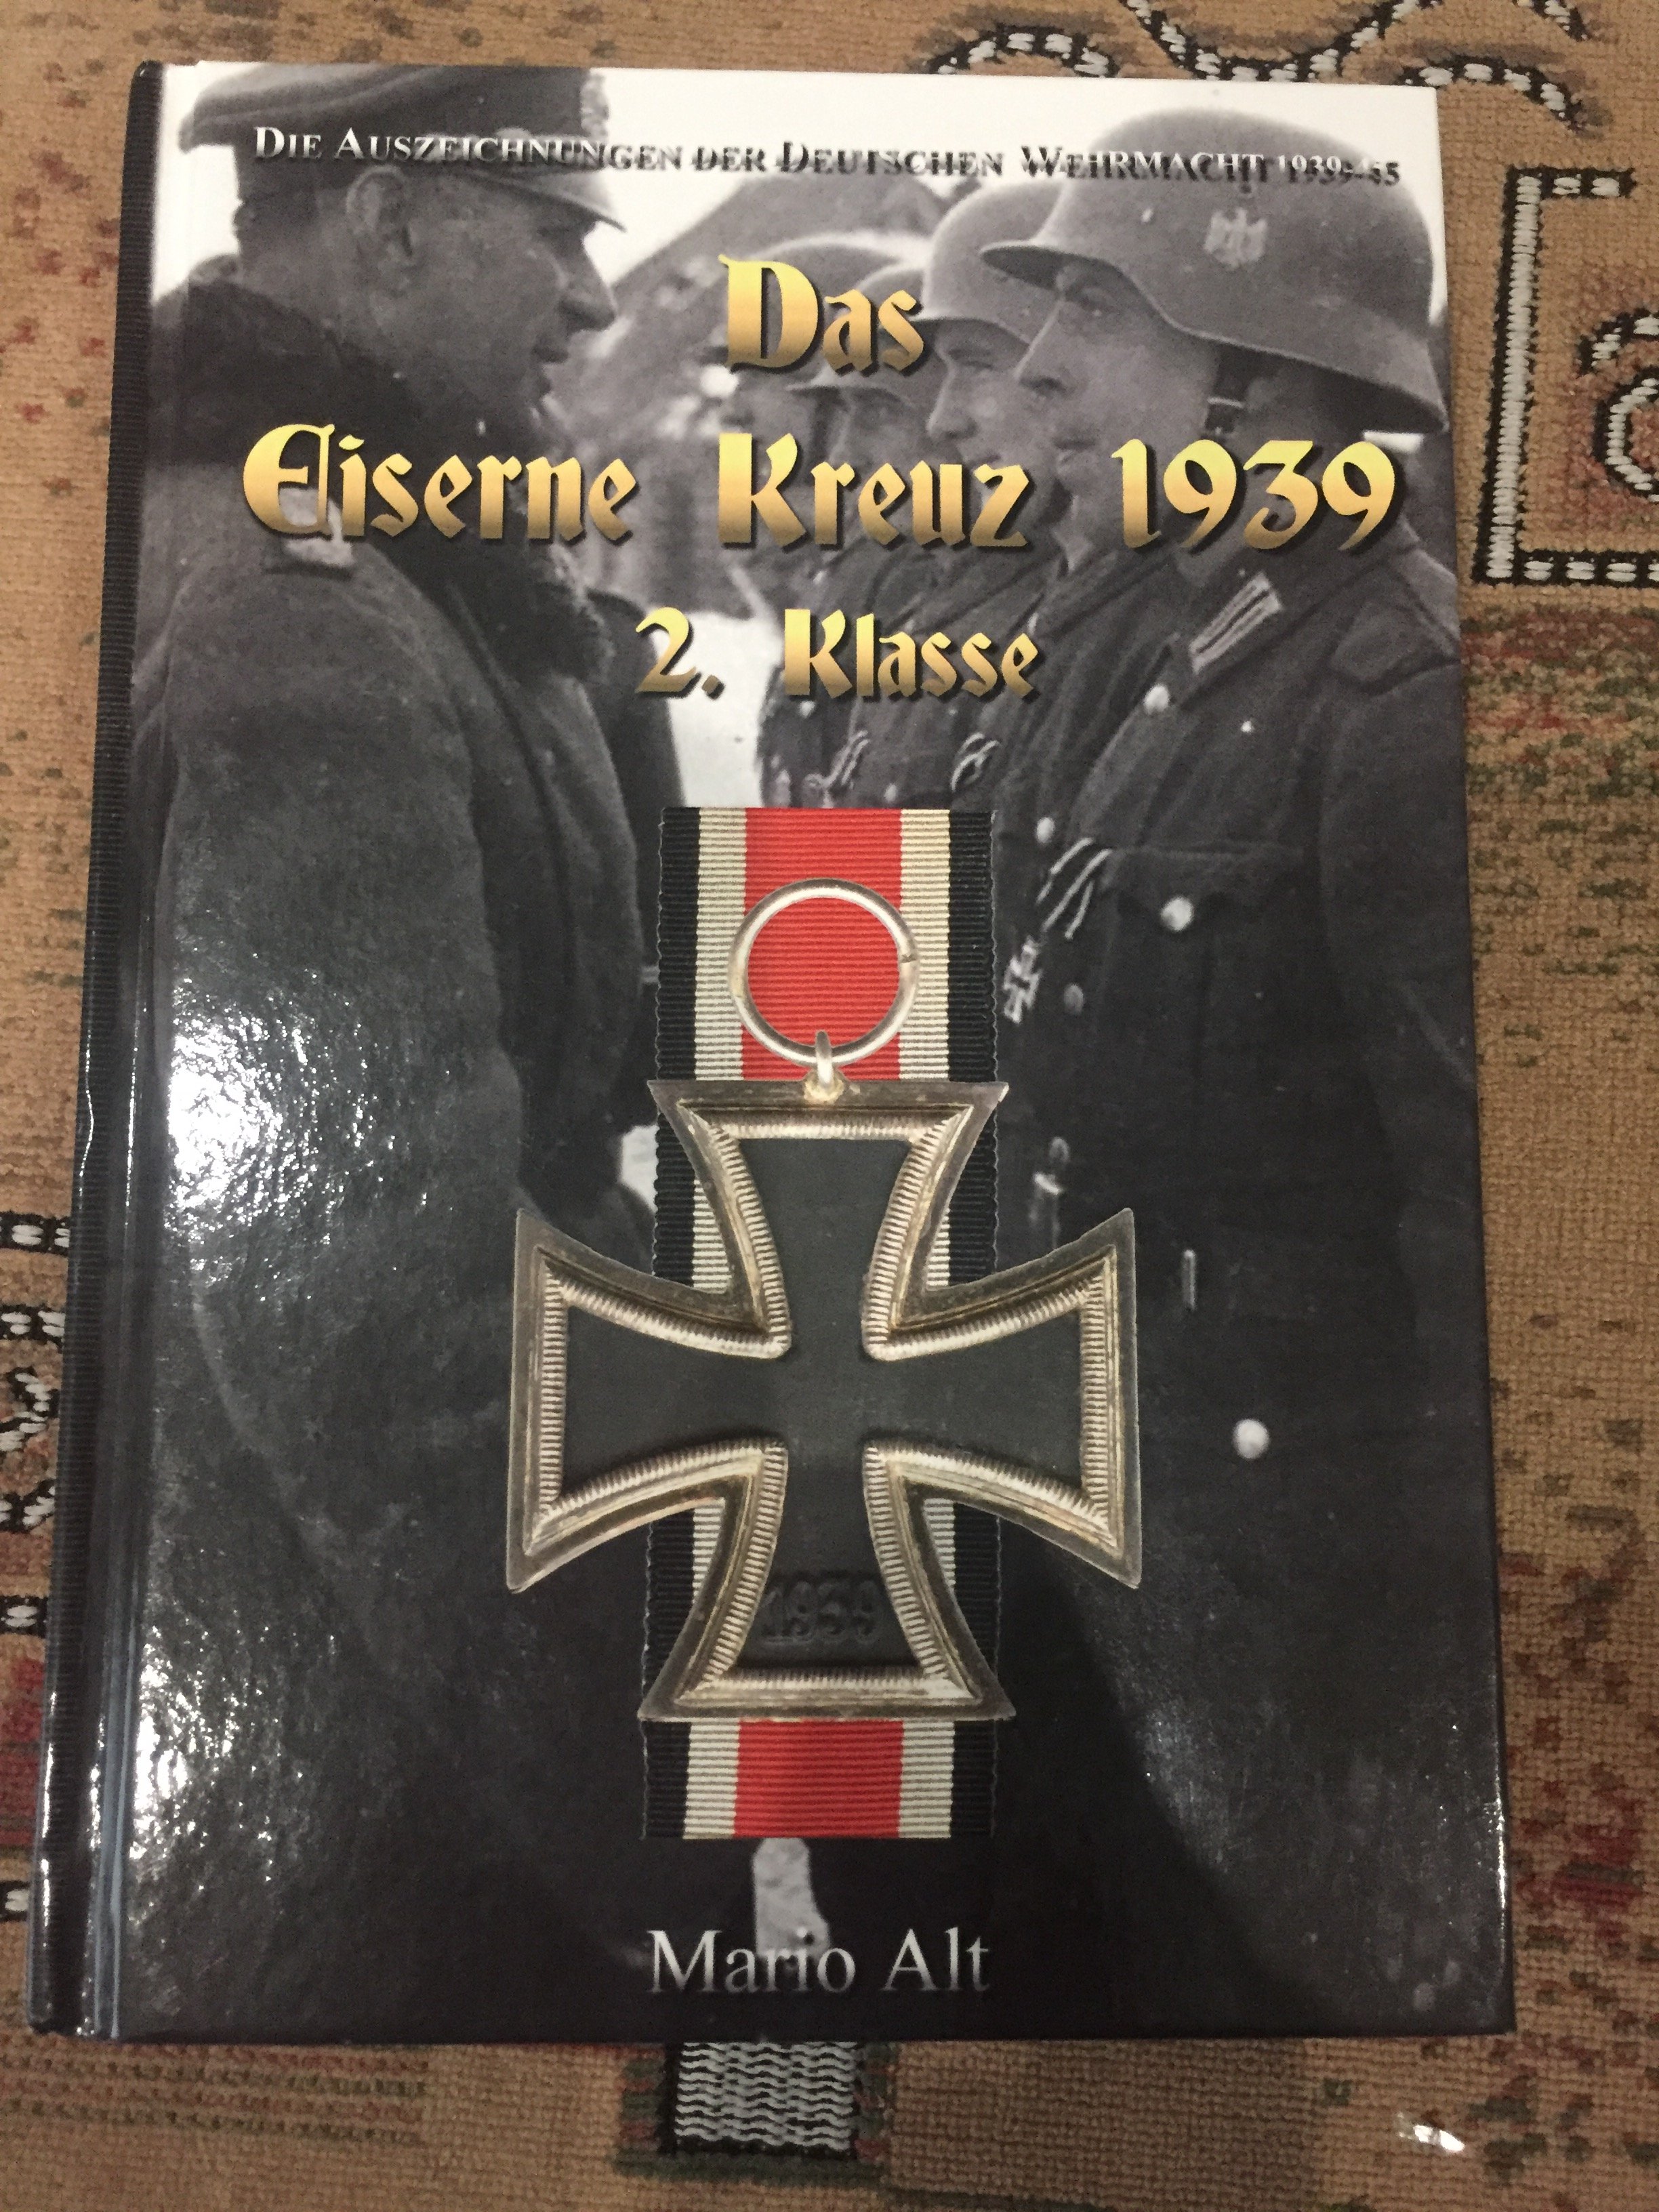 Die Auszeichnungen der Deutschen Wehrmacht 1939-45
Das
Eiserne Kreuz 1939
2. Klasse
1939
Mario Alt